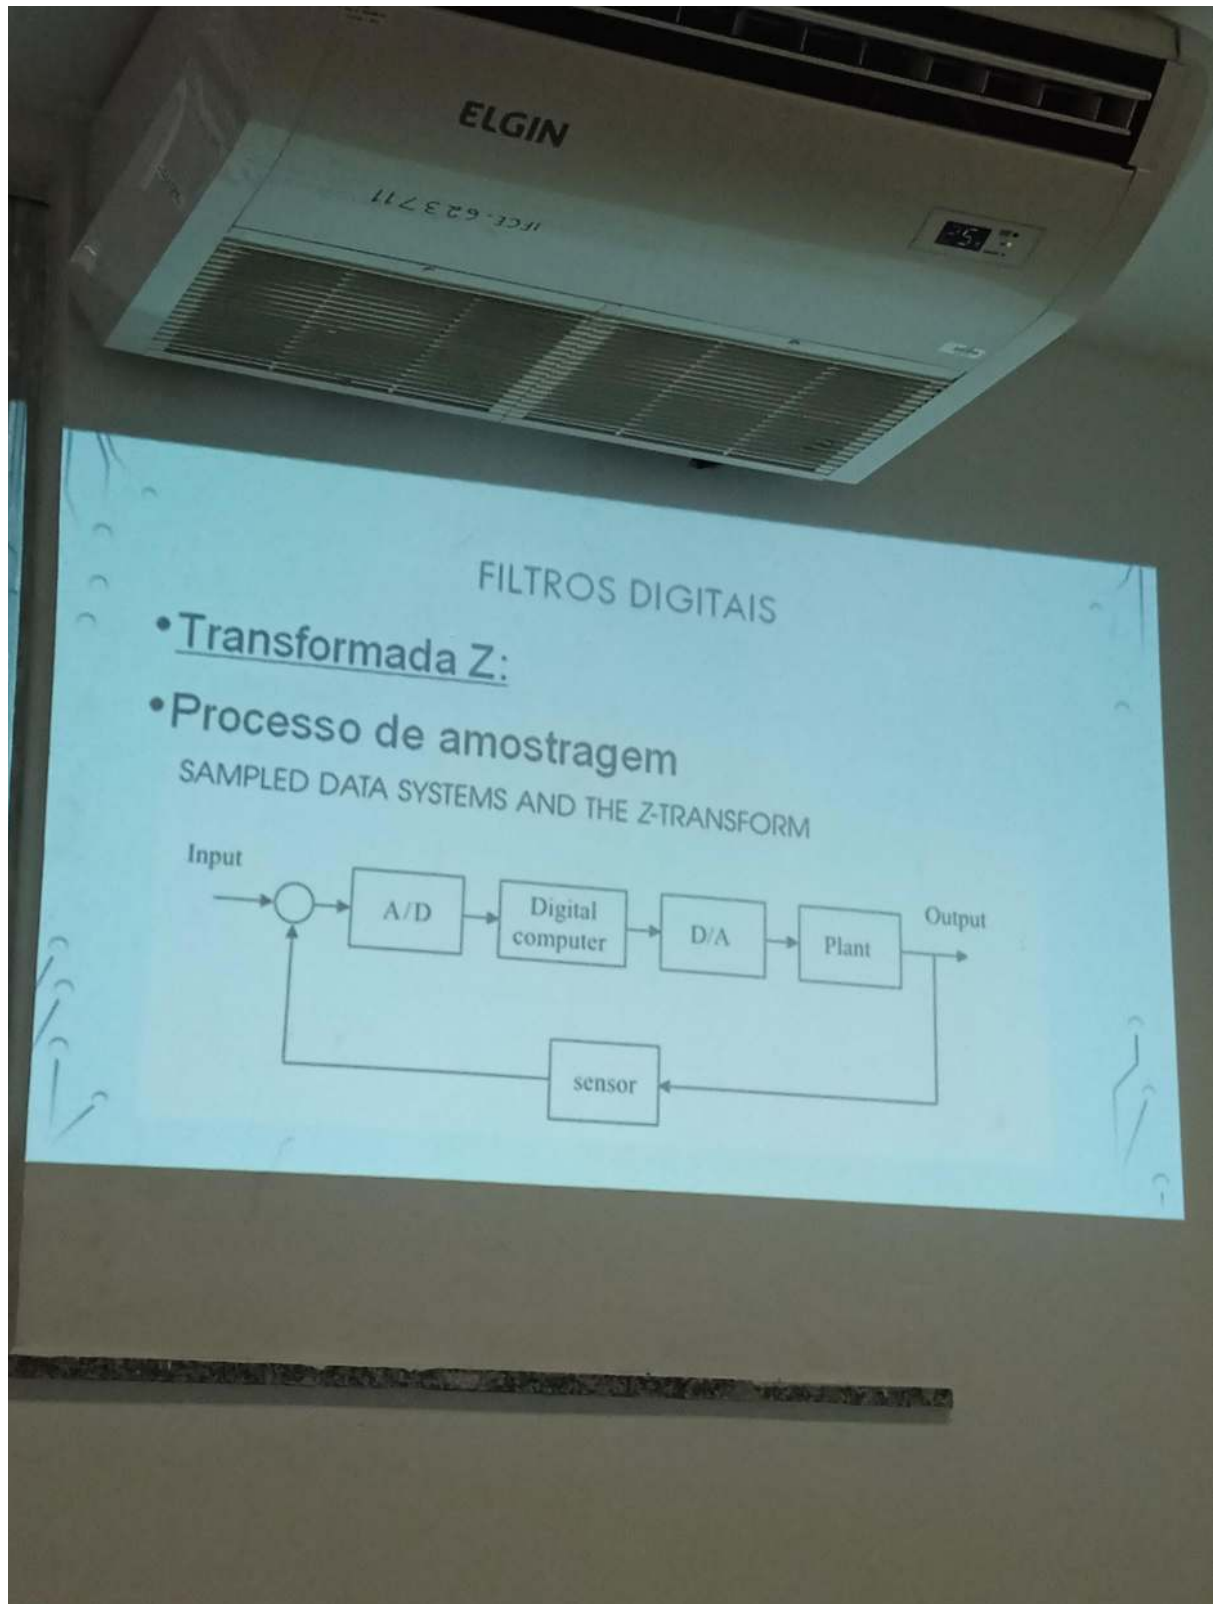 ELGIN
IFCE-623711
FILTROS DIGITAIS
•Transformada Z:
•Processo de amostragem
SAMPLED DATA SYSTEMS AND THE Z-TRANSFORM
Input
A/D
Digital
computer
D/A
Plant
Output
sensor